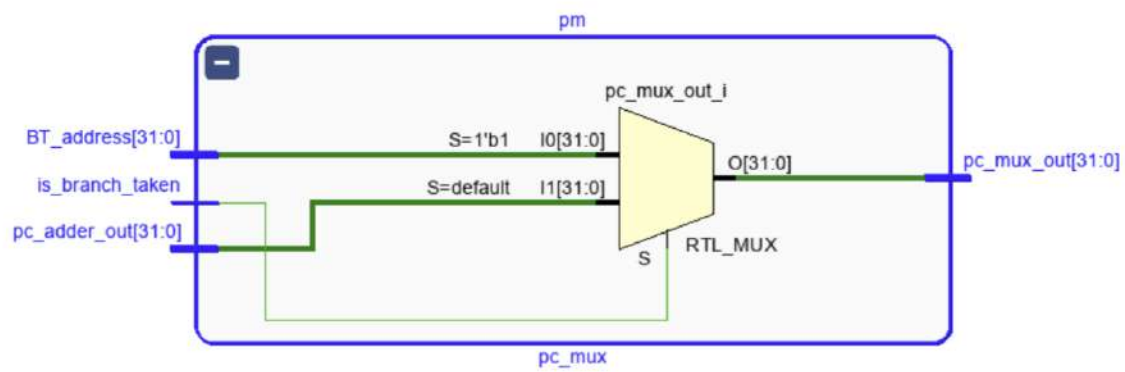 pm
pc_mux_out_i
BT_address[31:0]
S=1'b1 I0[31:0]
O[31:0]
pc_mux_out[31:0]
is_branch_taken
S=default I1[31:0]
pc_adder_out[31:0]
S
RTL_MUX
pc_mux